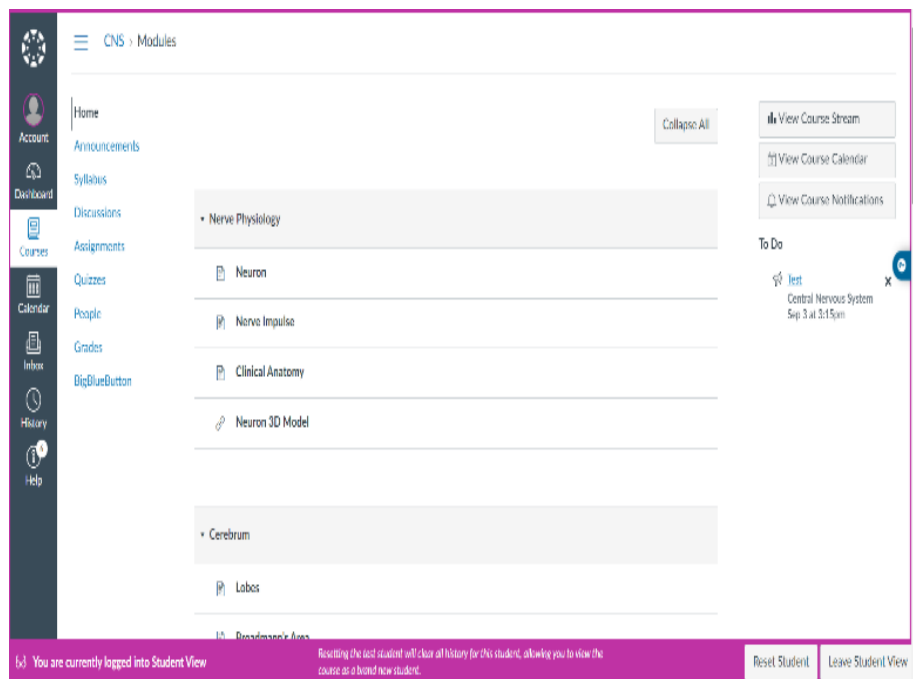 CNS › Modules
Account
Dashboard
Courses
Calendar
Inbox
History
Help
Home
Announcements
Syllabus
Discussions
Assignments
Quizzes
People
Grades
BigBlueButton
Collapse All
Nerve Physiology
Neuron
Nerve Impulse
Clinical Anatomy
Neuron 3D Model
Cerebrum
Lobes
Broadmann's Area
View Course Stream
View Course Calendar
View Course Notifications
To Do
Test
Central Nervous System
Sep 3 at 3:15pm
You are currently logged into Student View
Resetting the test student will clear all history for this student, allowing you to view the
course as a brand new student.
Reset Student
Leave Student View